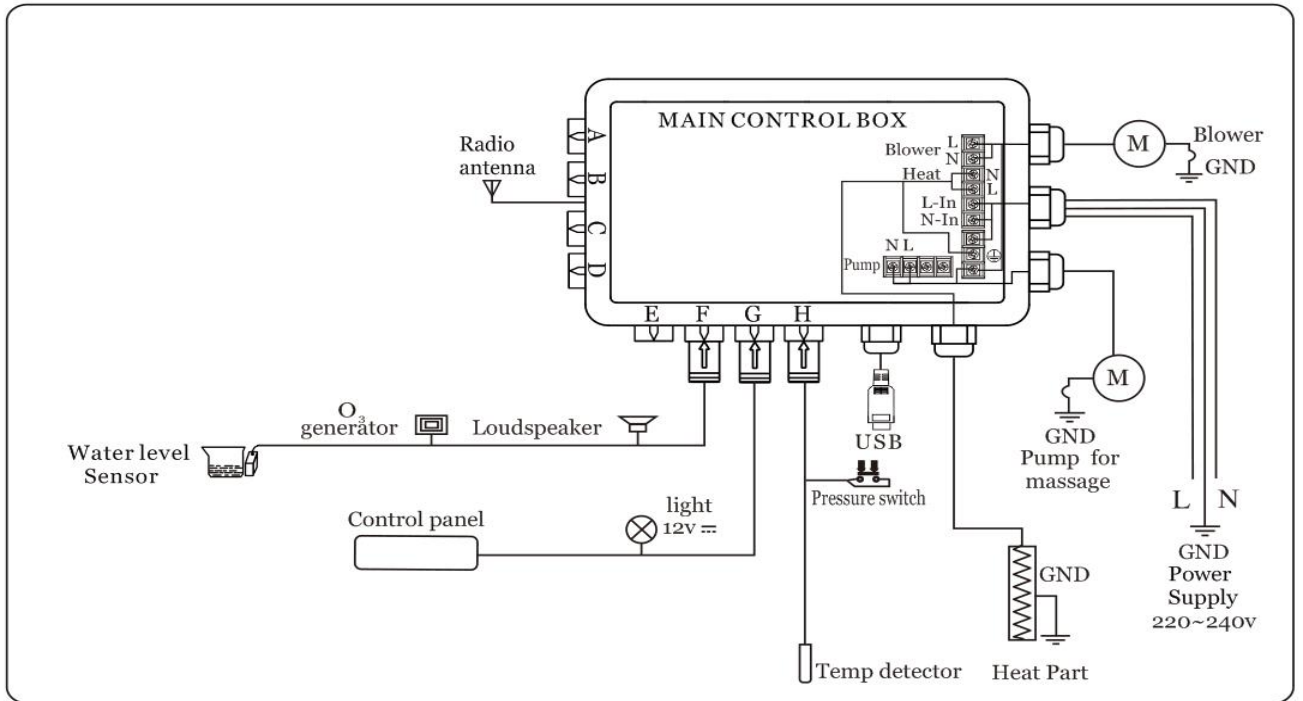 MAIN CONTROL BOX
A
B
C
D
Radio
antenna
Blower
L
N
Heat
N
L
L-In
N-In
N L
Pump
M
Blower
GND
E F G H
O3
generator
Loudspeaker
Water level
Sensor
USB
Pressure switch
M
GND
Pump for
massage
L N
GND
Power
Supply
220~240v
Control panel
light
12v
GND
Temp detector
Heat Part